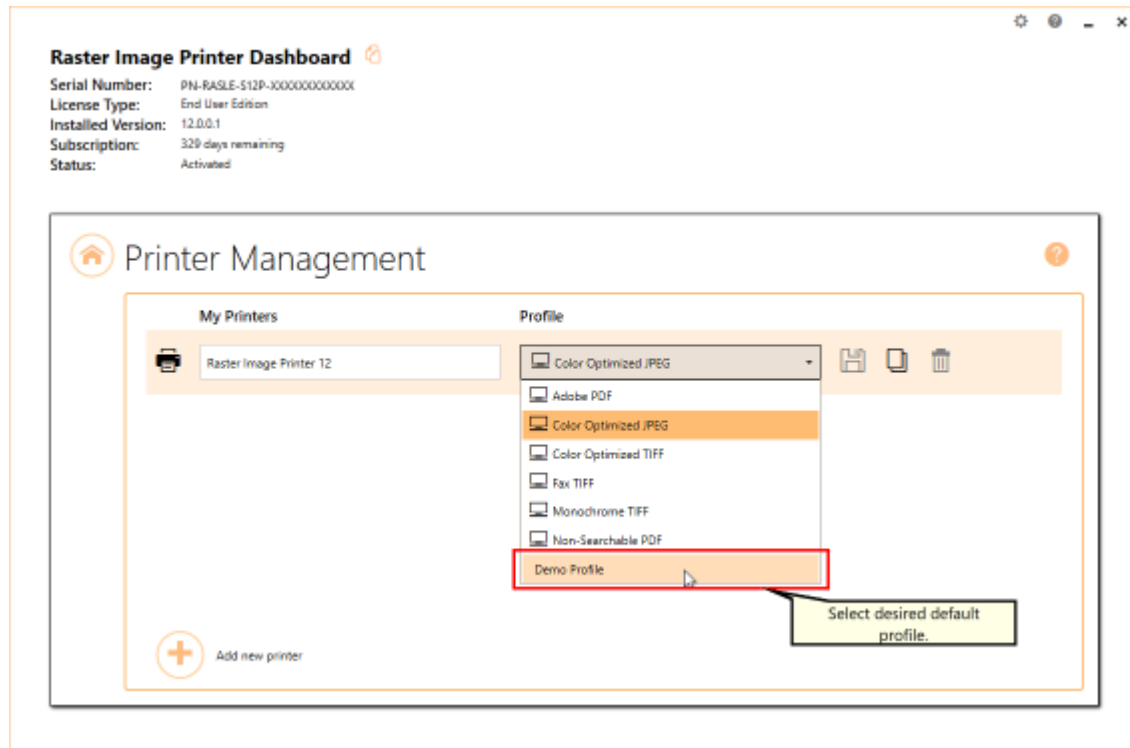 Raster Image Printer Dashboard
Serial Number: PN-RASLE-S12P-XXXXXXXXXXXX
License Type: End User Edition
Installed Version: 12.0.0.1
Subscription: 329 days remaining
Status: Activated
Printer Management
My Printers Profile
Raster Image Printer 12 Color Optimized JPEG
Adobe PDF
Color Optimized JPEG
Color Optimized TIFF
Fax TIFF
Monochrome TIFF
Non-Searchable PDF
Demo Profile
Select desired default
profile.
Add new printer